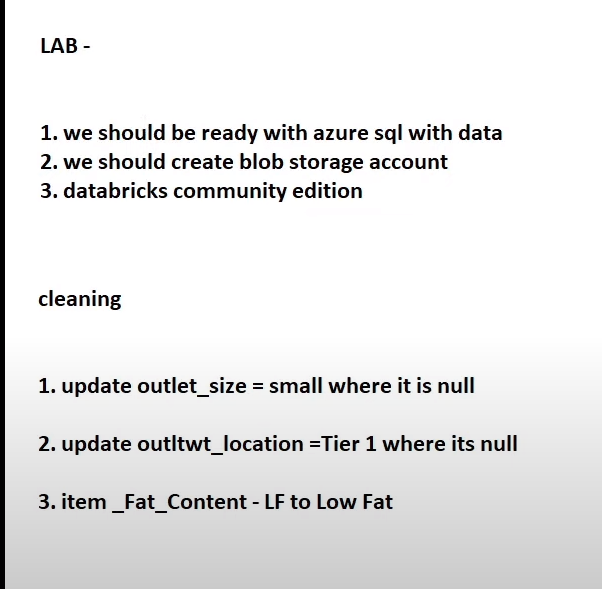 LAB -
1. we should be ready with azure sql with data
2. we should create blob storage account
3. databricks community edition
cleaning
1. update outlet_size = small where it is null
2. update outltwt_location =Tier 1 where its null
3. item _Fat_Content - LF to Low Fat